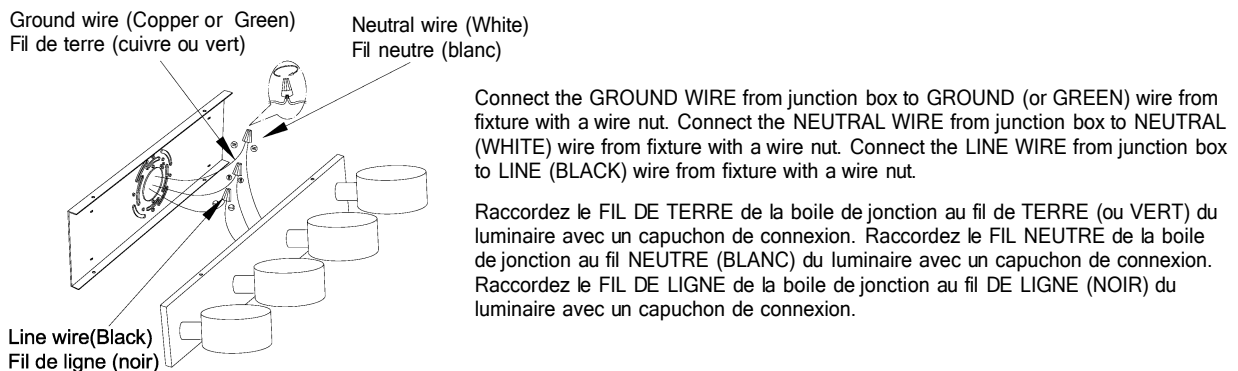 Ground wire (Copper or Green)
Fil de terre (cuivre ou vert)
Neutral wire (White)
Fil neutre (blanc)
Connect the GROUND WIRE from junction box to GROUND (or GREEN) wire from
fixture with a wire nut. Connect the NEUTRAL WIRE from junction box to NEUTRAL
(WHITE) wire from fixture with a wire nut. Connect the LINE WIRE from junction box
to LINE (BLACK) wire from fixture with a wire nut.
Raccordez le FIL DE TERRE de la boile de jonction au fil de TERRE (ou VERT) du
luminaire avec un capuchon de connexion. Raccordez le FIL NEUTRE de la boile
de jonction au fil NEUTRE (BLANC) du luminaire avec un capuchon de connexion.
Raccordez le FIL DE LIGNE de la boile de jonction au fil DE LIGNE (NOIR) du
luminaire avec un capuchon de connexion.
Line wire(Black)
Fil de ligne (noir)